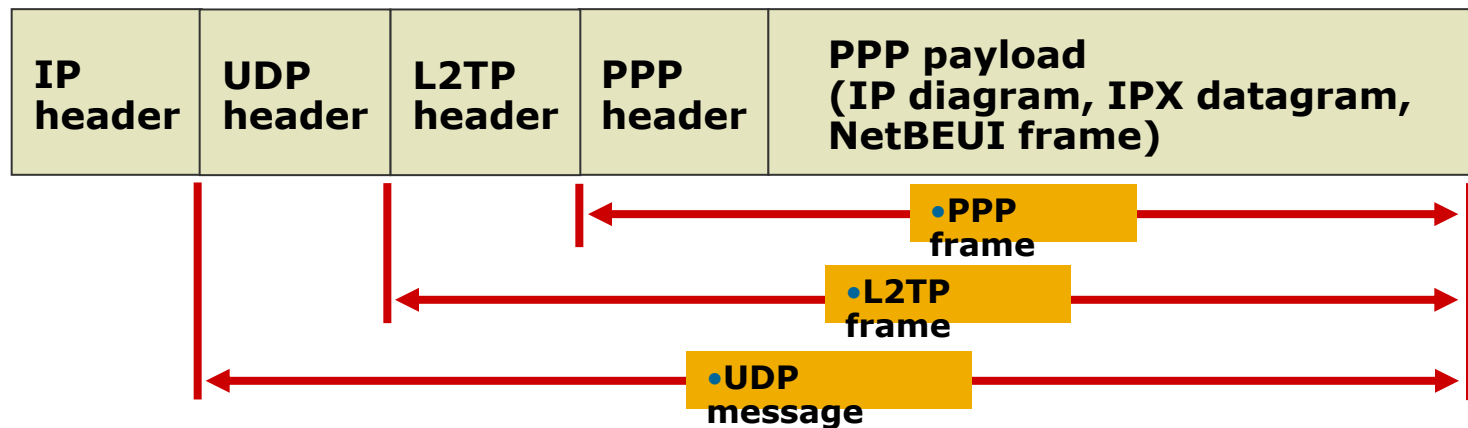 IP
header
UDP
header
L2TP
header
PPP
header
PPP payload
(IP diagram, IPX datagram,
NetBEUI frame)
•PPP
frame
•L2TP
frame
•UDP
message